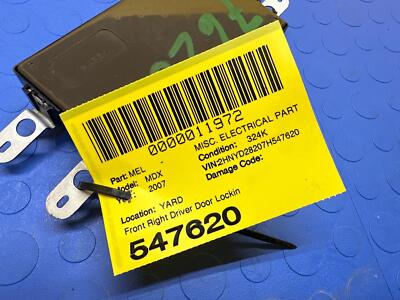 0000011972
Part: MEL
MISC. ELECTRICAL PART
Model: MDX
Condition: 324K
2007
VIN:2HNYD28207H547620
Damage Code:
Location: YARD
Front Right Driver Door Lockin
547620